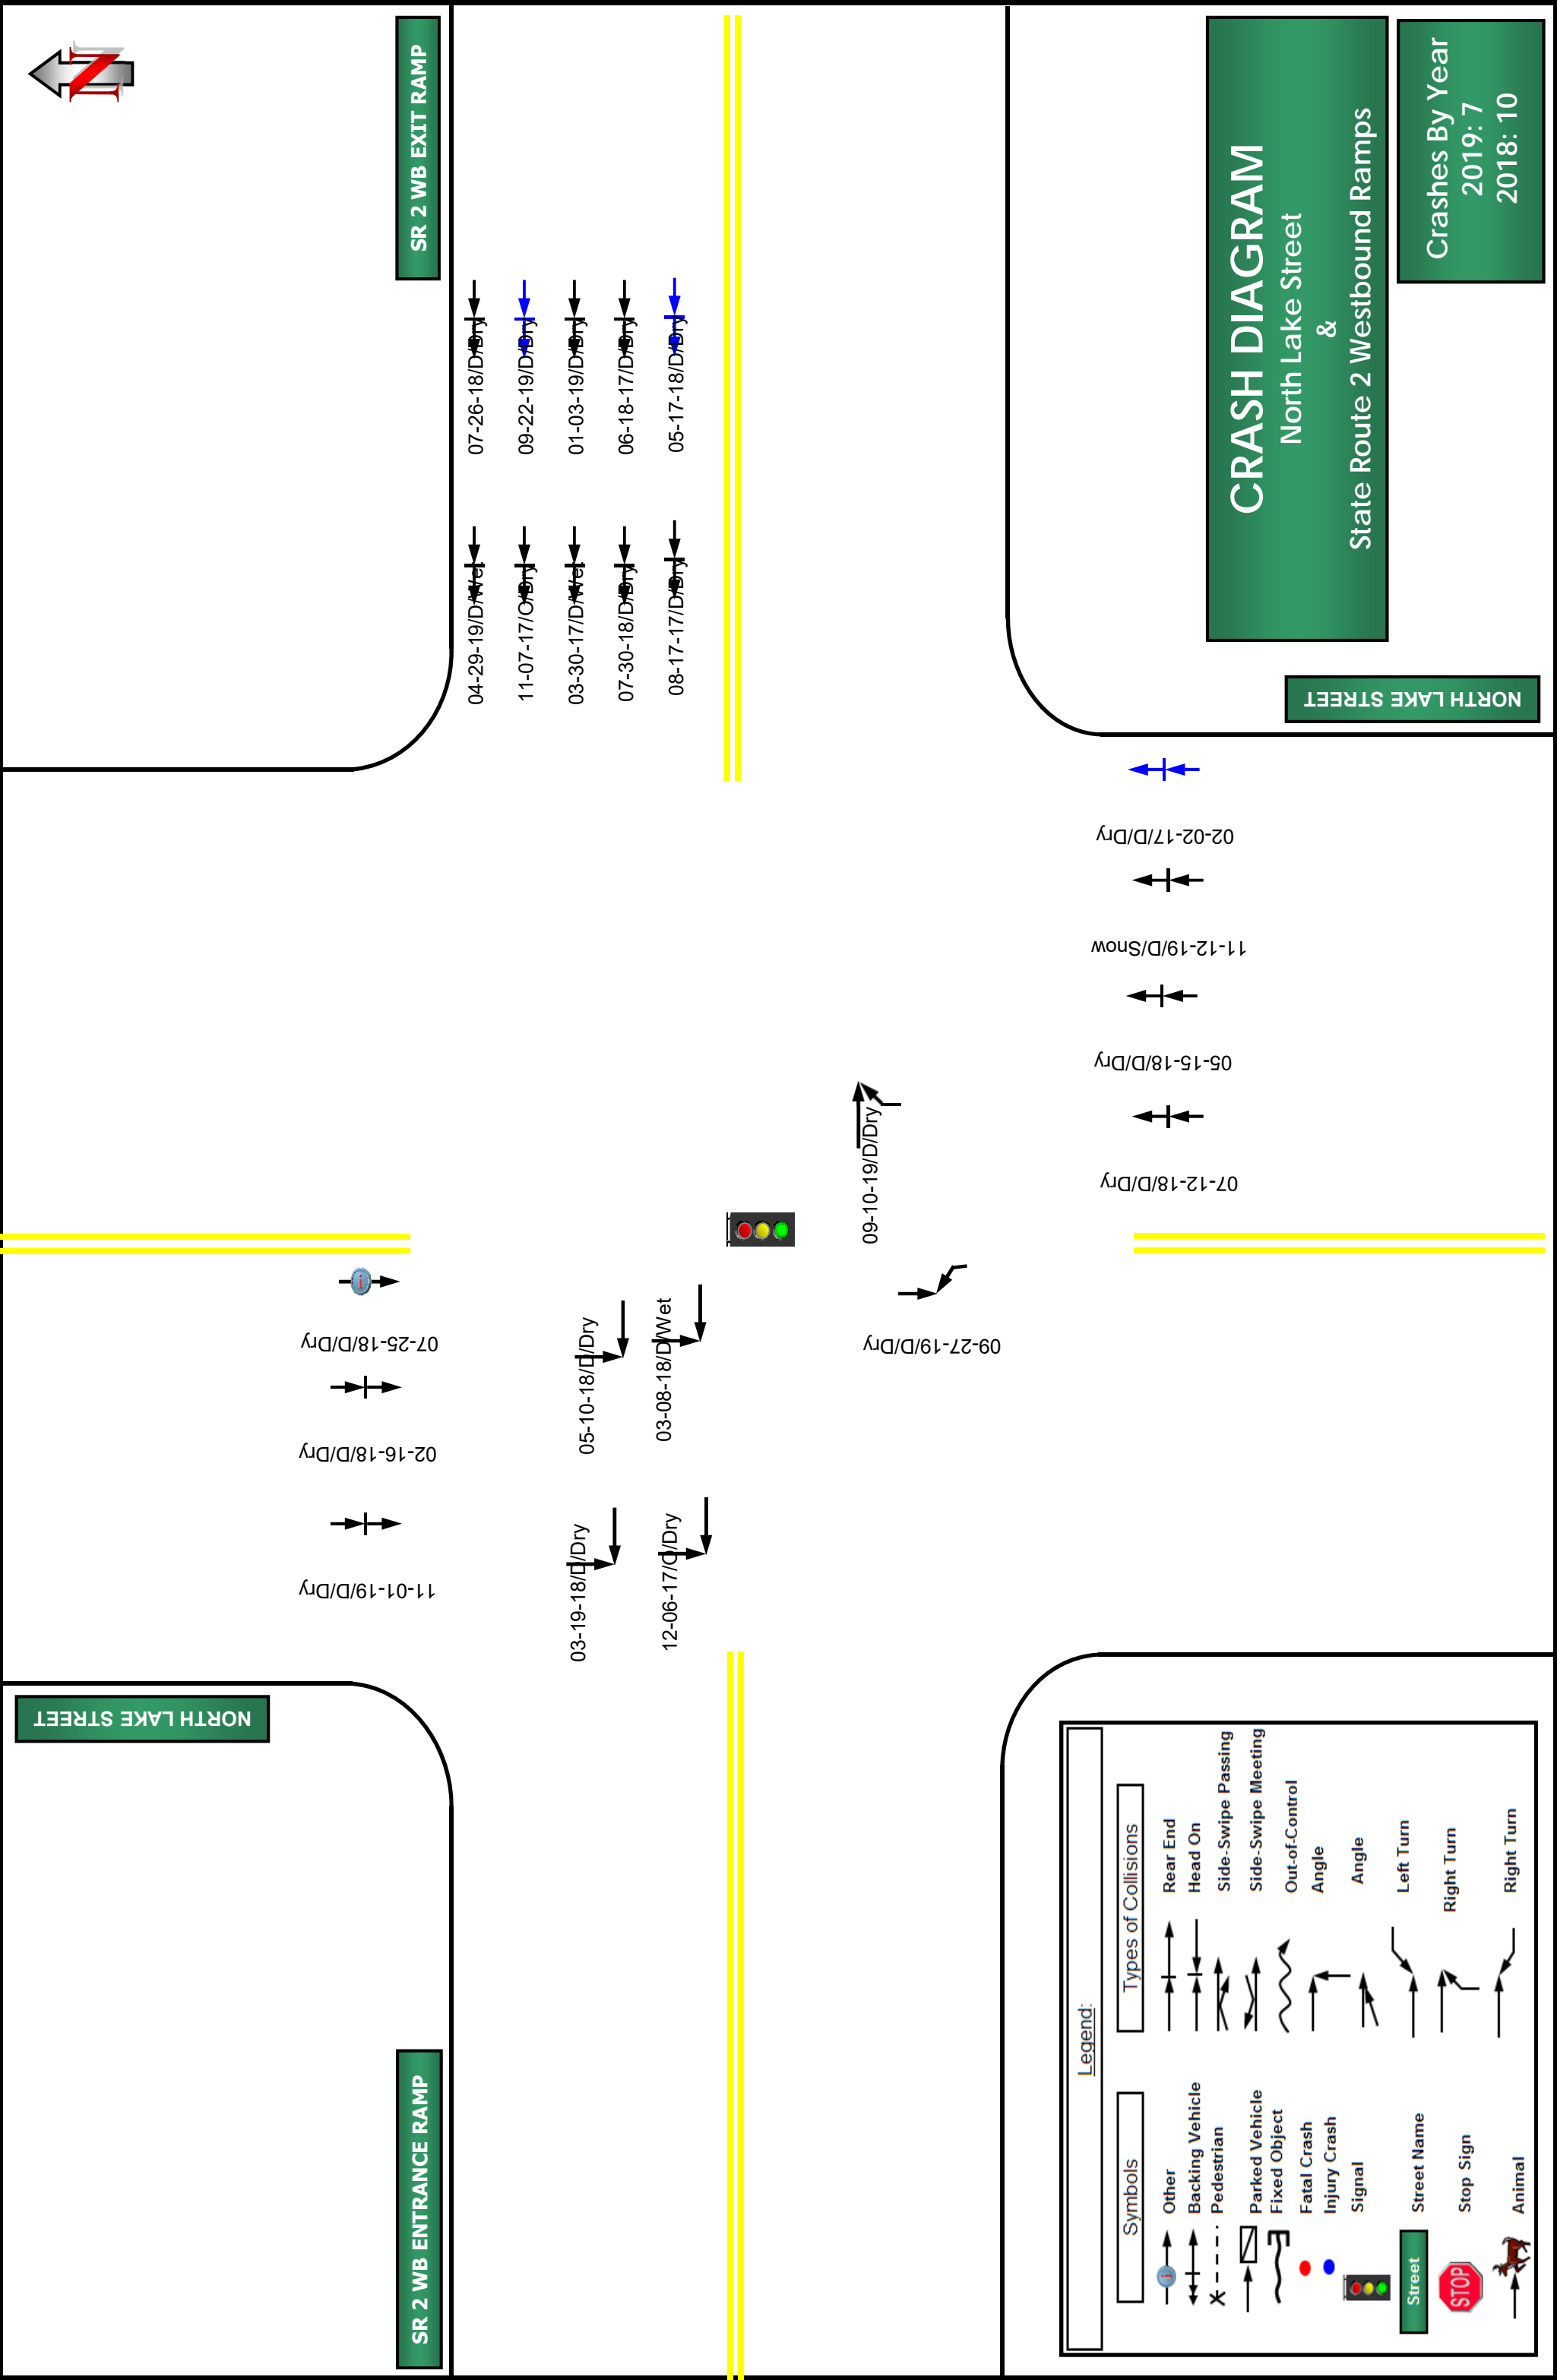 SR 2 WB ENTRANCE RAMP
SR 2 WB EXIT RAMP
NORTH LAKE STREET
11-01-19/D/Dry
02-16-18/D/Dry
07-25-18/D/Dry
04-29-19/D/Wet
11-07-17/O/Dry
03-30-17/D/Wet
07-30-18/D/Dry
08-17-17/D/Dry
07-26-18/D/Dry
09-22-19/D/Dry
01-03-19/D/Dry
06-18-17/D/Dry
05-17-18/D/Dry
03-19-18/D/Dry
12-06-17/O/Dry
05-10-18/D/Dry
03-08-18/D/Wet
09-27-19/D/Dry
09-10-19/D/Dry
07-12-18/D/Dry
05-15-18/D/Dry
11-12-19/D/Snow
02-02-17/D/Dry
NORTH LAKE STREET
Legend:
Symbols
Other
Backing Vehicle
Pedestrian
Parked Vehicle
Fixed Object
Fatal Crash
Injury Crash
Signal
Street
Street Name
STOP
Stop Sign
Animal
Types of Collisions
Rear End
Head On
Side-Swipe Passing
Side-Swipe Meeting
Out-of-Control
Angle
Angle
Left Turn
Right Turn
Right Turn
CRASH DIAGRAM
North Lake Street
&
State Route 2 Westbound Ramps
Crashes By Year
2019: 7
2018: 10
N